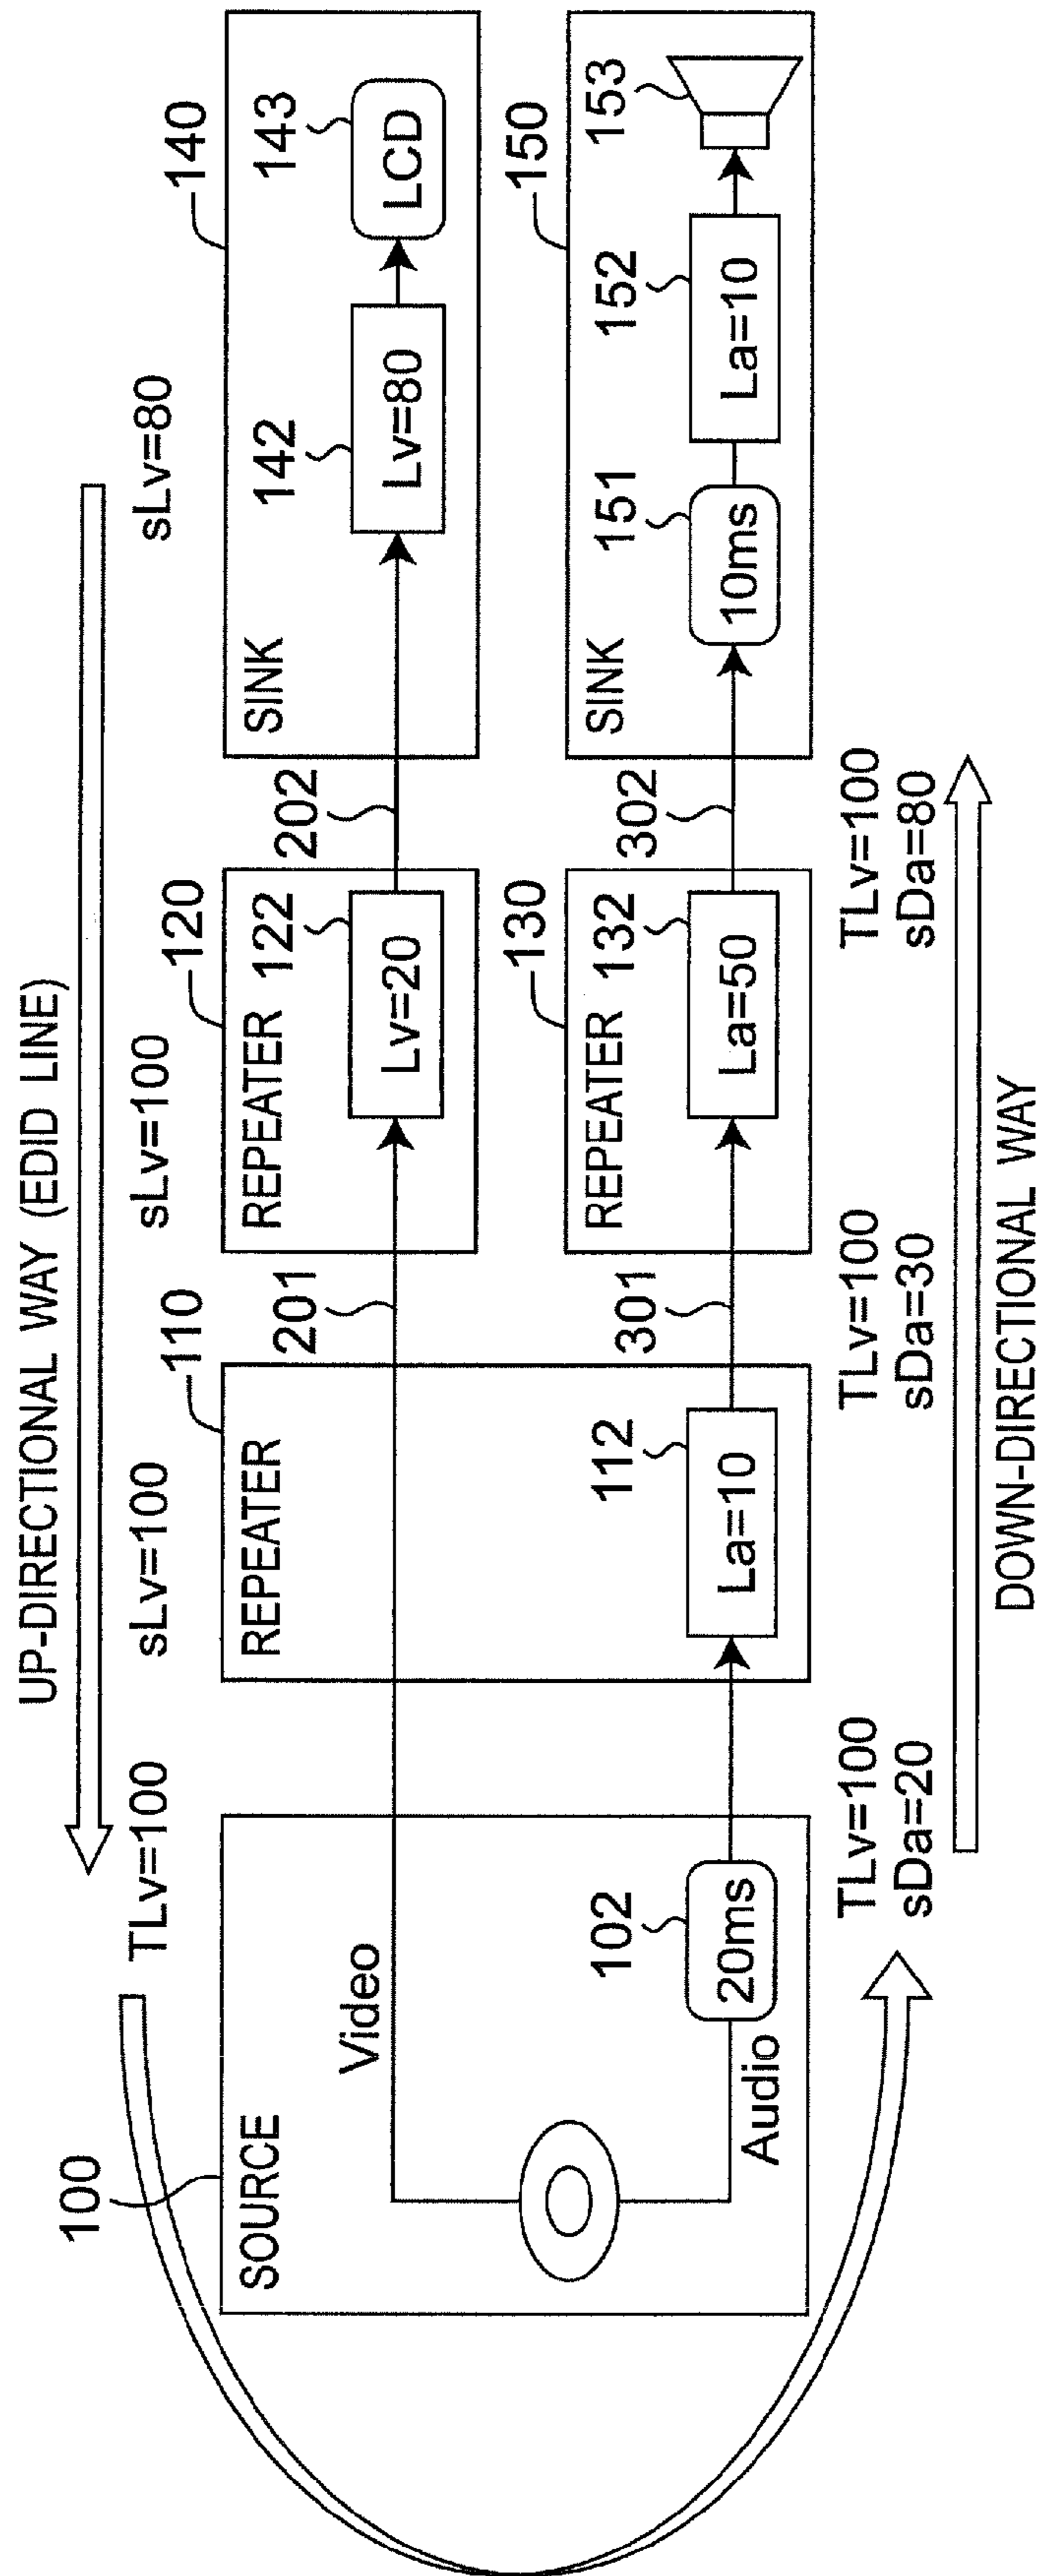 UP-DIRECTIONAL WAY (EDID LINE)
TLv=100
sLv=100
sLv=100
sLv=80
100
110
120
140
SOURCE
Video
Audio
102
20ms
REPEATER
112
La=10
201
301
REPEATER
122
Lv=20
202
130
REPEATER
132
La=50
302
SINK
142
Lv=80
143
LCD
150
SINK
151
10ms
152
La=10
153
TLv=100
sDa=20
TLv=100
sDa=30
TLv=100
sDa=80
DOWN-DIRECTIONAL WAY